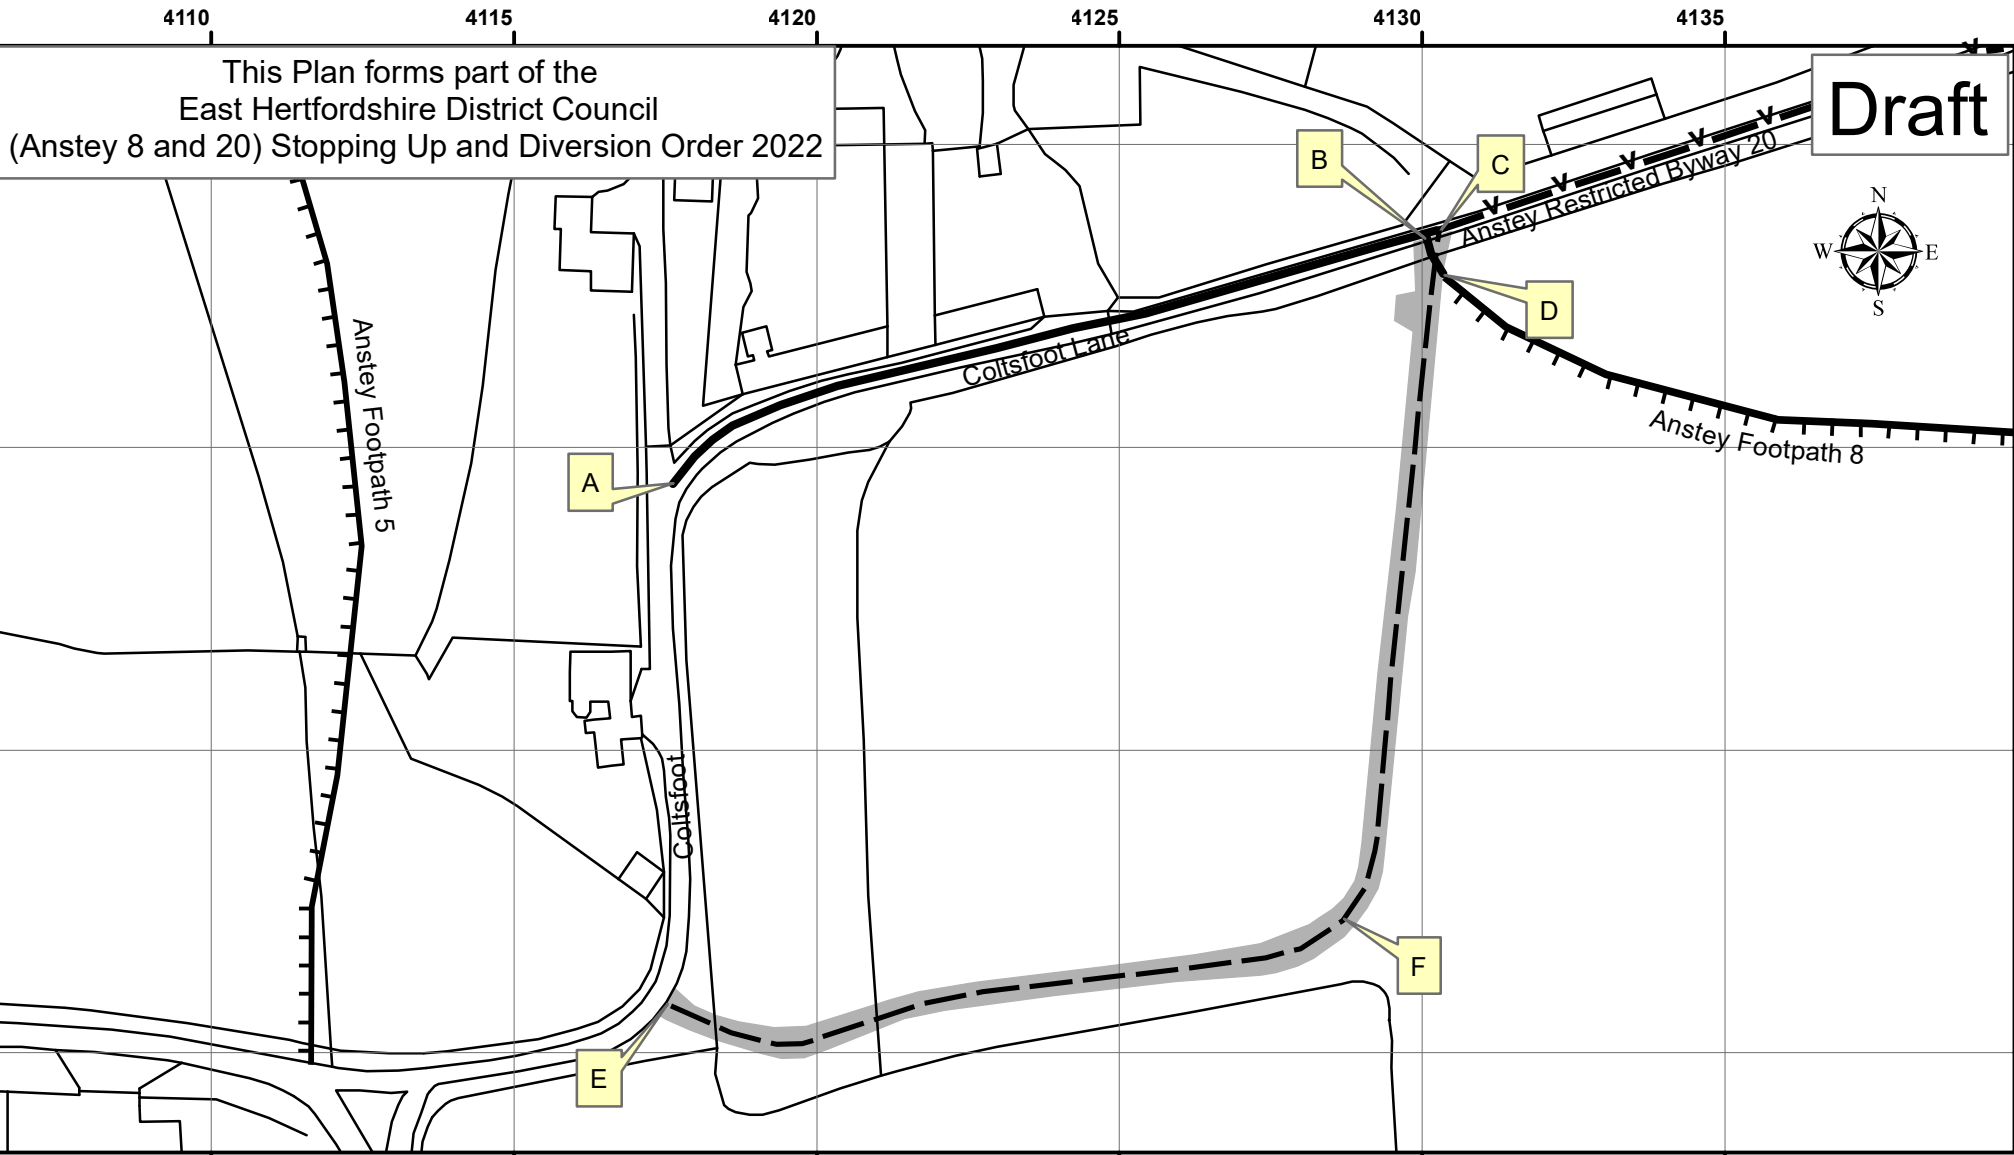 4110 4115 4120 4125 4130 4135
This Plan forms part of the
East Hertfordshire District Council
(Anstey 8 and 20) Stopping Up and Diversion Order 2022
Draft
B
C
Anstey Restricted Byway 20
N
W E
S
D
Anstey Footpath 5
Coltsfoot Lane
Anstey Footpath 8
A
Coltsfoot
F
E